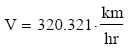 V = 320.321·km/hr